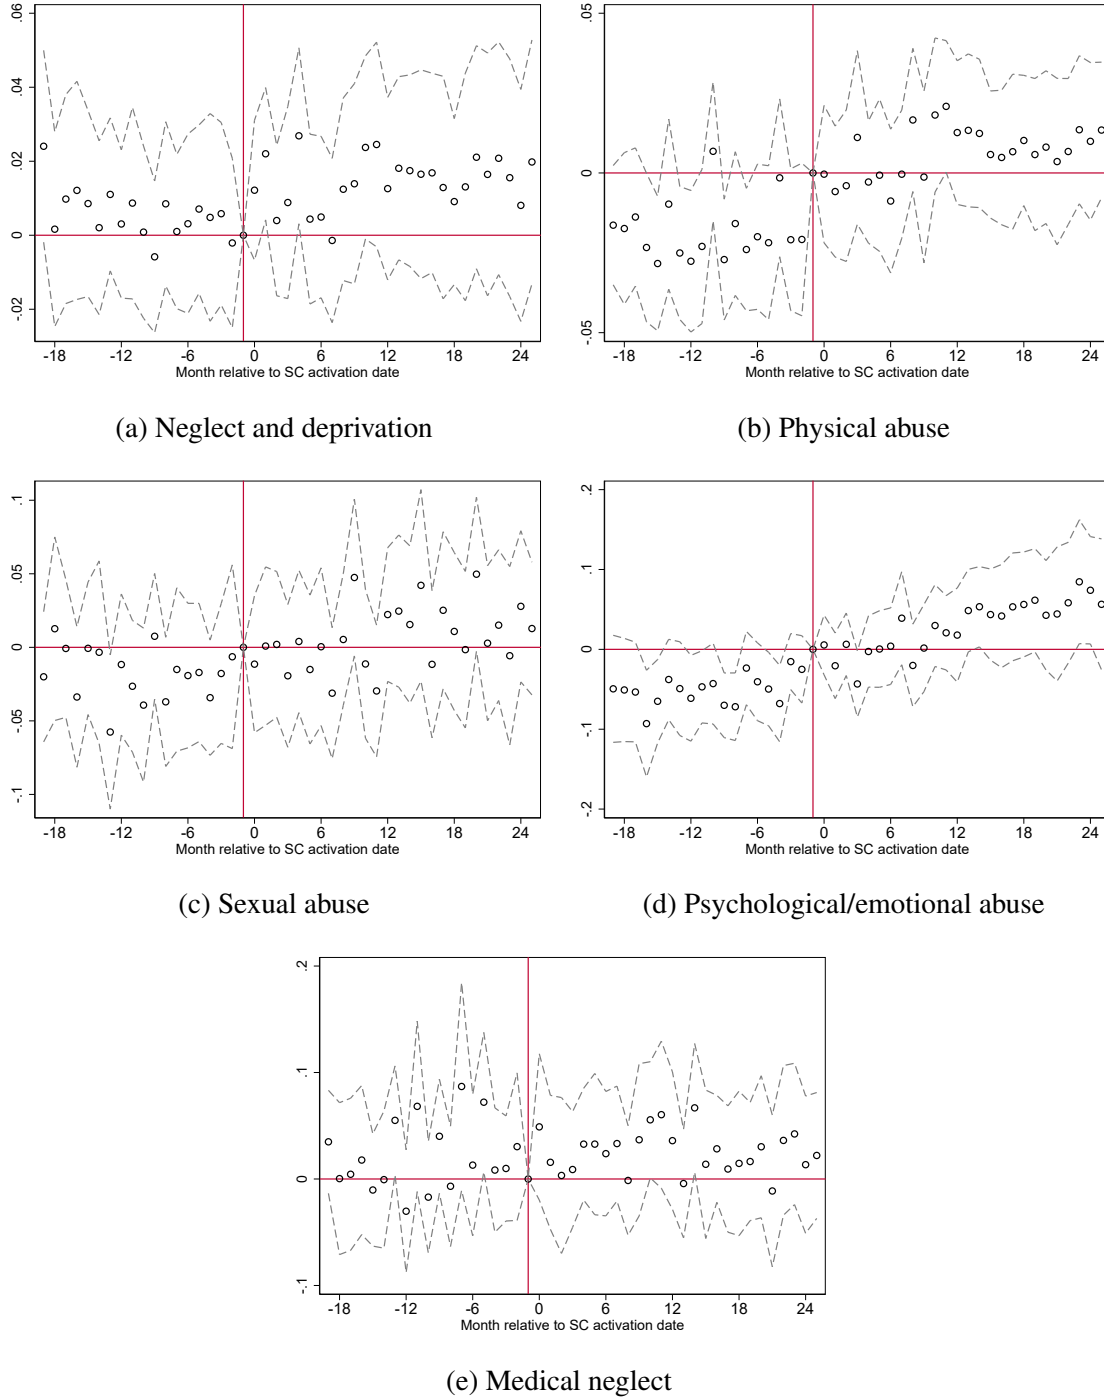 .06
.04
.02
0
-.02
-18 -12 -6 0 6 12 18 24
Month relative to SC activation date
(a) Neglect and deprivation
.05
0
-.05
-18 -12 -6 0 6 12 18 24
Month relative to SC activation date
(b) Physical abuse
.1
.05
0
-.05
-.1
-18 -12 -6 0 6 12 18 24
Month relative to SC activation date
(c) Sexual abuse
.2
.1
0
-.1
-.2
-18 -12 -6 0 6 12 18 24
Month relative to SC activation date
(d) Psychological/emotional abuse
.2
.1
0
-.1
-18 -12 -6 0 6 12 18 24
Month relative to SC activation date
(e) Medical neglect